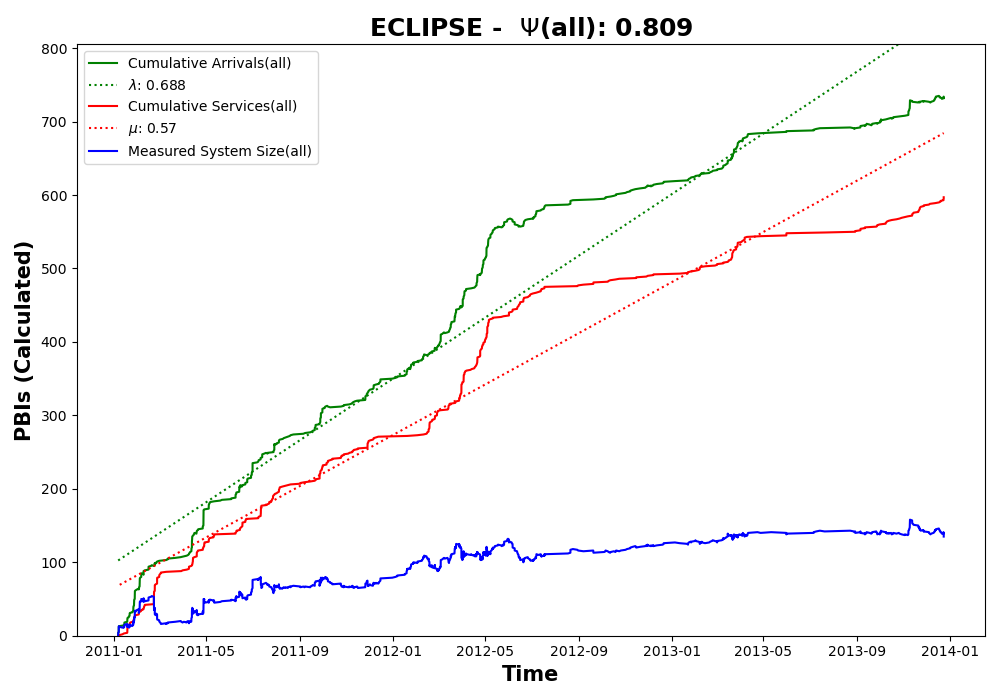 ECLIPSE - Ψ(all): 0.809
Cumulative Arrivals(all)
λ: 0.688
Cumulative Services(all)
μ: 0.57
Measured System Size(all)
PBIs (Calculated)
800
700
600
500
400
300
200
100
0
2011-01 2011-05 2011-09 2012-01 2012-05 2012-09 2013-01 2013-05 2013-09 2014-01
Time